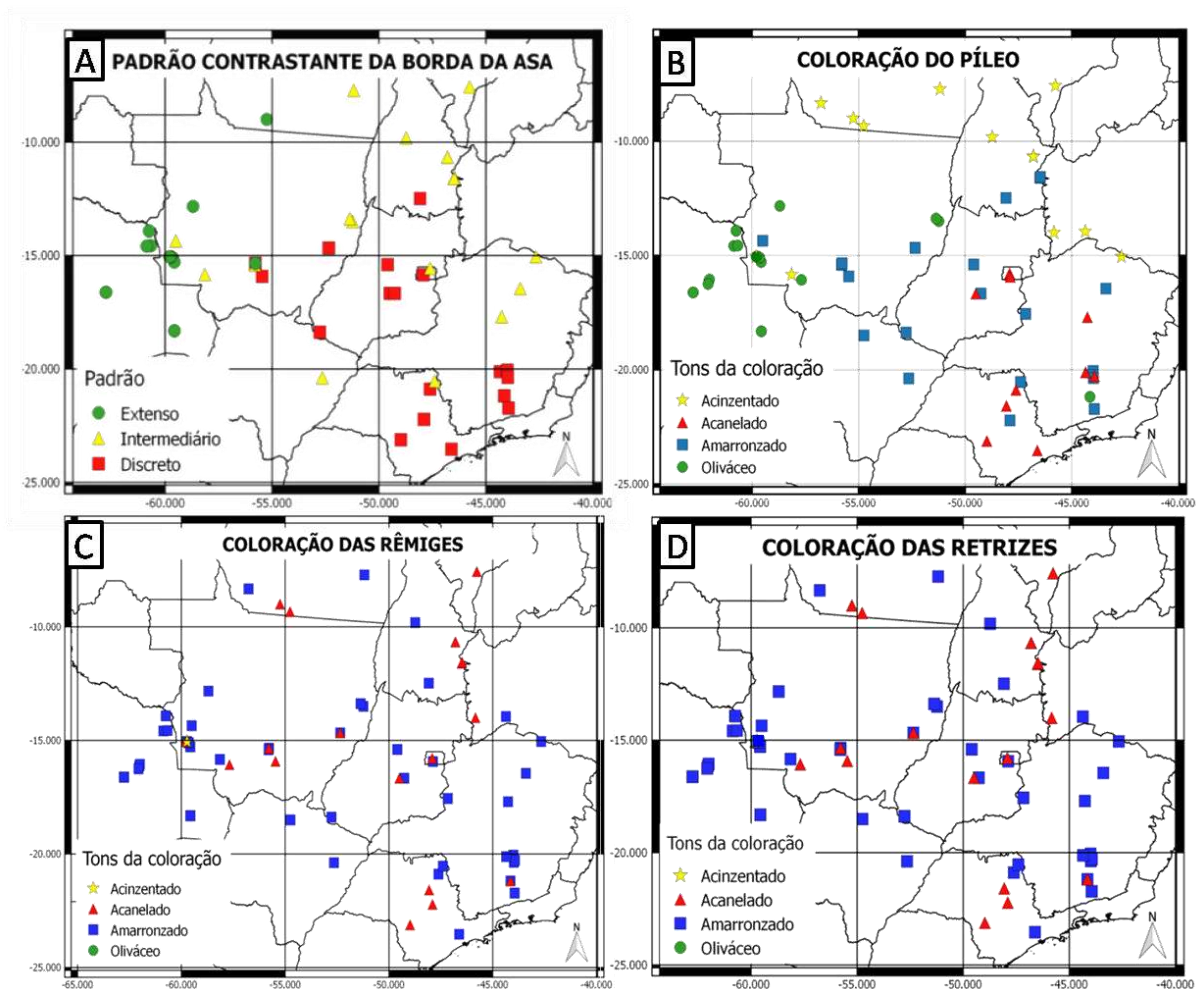 A
PADRÃO CONTRASTANTE DA BORDA DA ASA
-10.000
-15.000
-20.000
-25.000
Padrão
Extenso
Intermediário
Discreto
N
-60.000 -55.000 -50.000 -45.000 -40.000
B
COLORAÇÃO DO PÍLEO
-10.000
-15.000
-20.000
-25.000
Tons da coloração
Acinzentado
Acanelado
Amarronzado
Oliváceo
N
-60.000 -55.000 -50.000 -45.000 -40.000
C
COLORAÇÃO DAS RÊMIGES
-10.000
-15.000
-20.000
-25.000
Tons da coloração
Acinzentado
Acanelado
Amarronzado
Oliváceo
N
-65.000 -60.000 -55.000 -50.000 -45.000 -40.000
D
COLORAÇÃO DAS RETRIZES
-10.000
-15.000
-20.000
-25.000
Tons da coloração
Acinzentado
Acanelado
Amarronzado
Oliváceo
N
-60.000 -55.000 -50.000 -45.000 -40.000